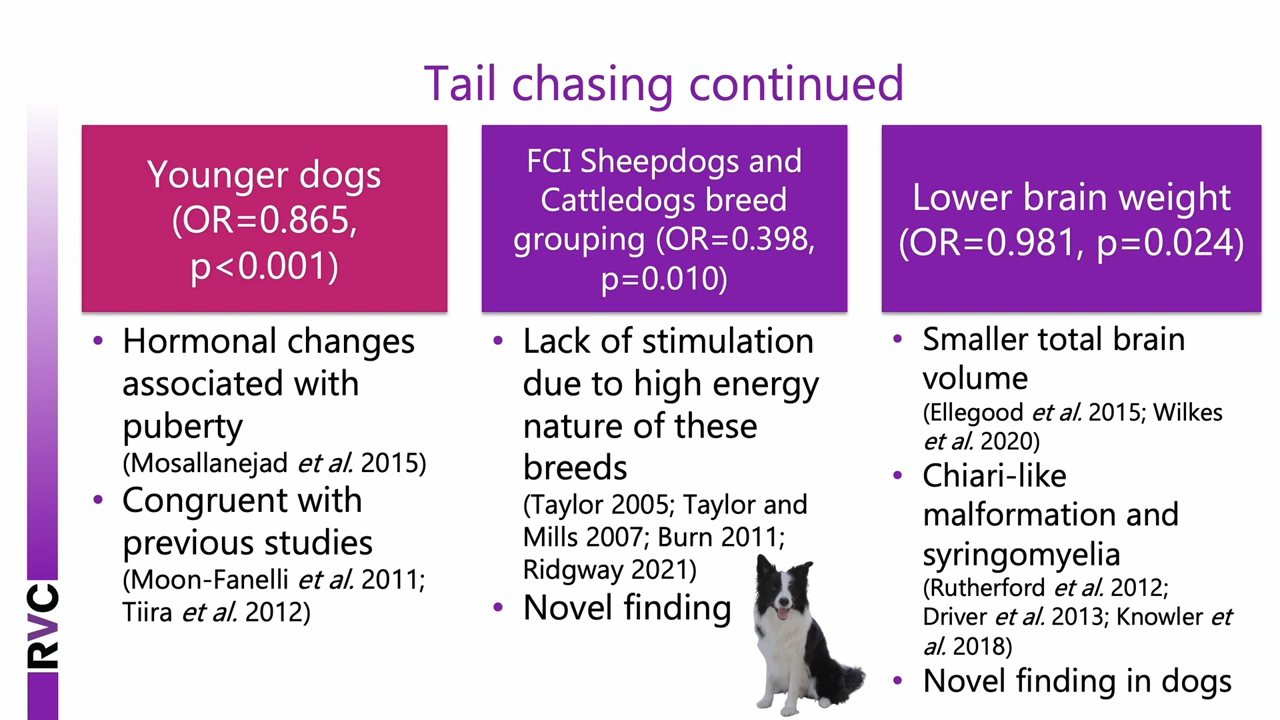 Tail chasing continued
Younger dogs
(OR=0.865,
p<0.001)
• Hormonal changes
associated with
puberty
(Mosallanejad et al. 2015)
• Congruent with
previous studies
(Moon-Fanelli et al. 2011;
Tiira et al. 2012)
FCI Sheepdogs and
Cattledogs breed
grouping (OR=0.398,
p=0.010)
• Lack of stimulation
due to high energy
nature of these
breeds
(Taylor 2005; Taylor and
Mills 2007; Burn 2011;
Ridgway 2021)
• Novel finding
Lower brain weight
(OR=0.981, p=0.024)
• Smaller total brain
volume
(Ellegood et al. 2015; Wilkes
et al. 2020)
• Chiari-like
malformation and
syringomyelia
(Rutherford et al. 2012;
Driver et al. 2013; Knowler et
al. 2018)
• Novel finding in dogs
RVC